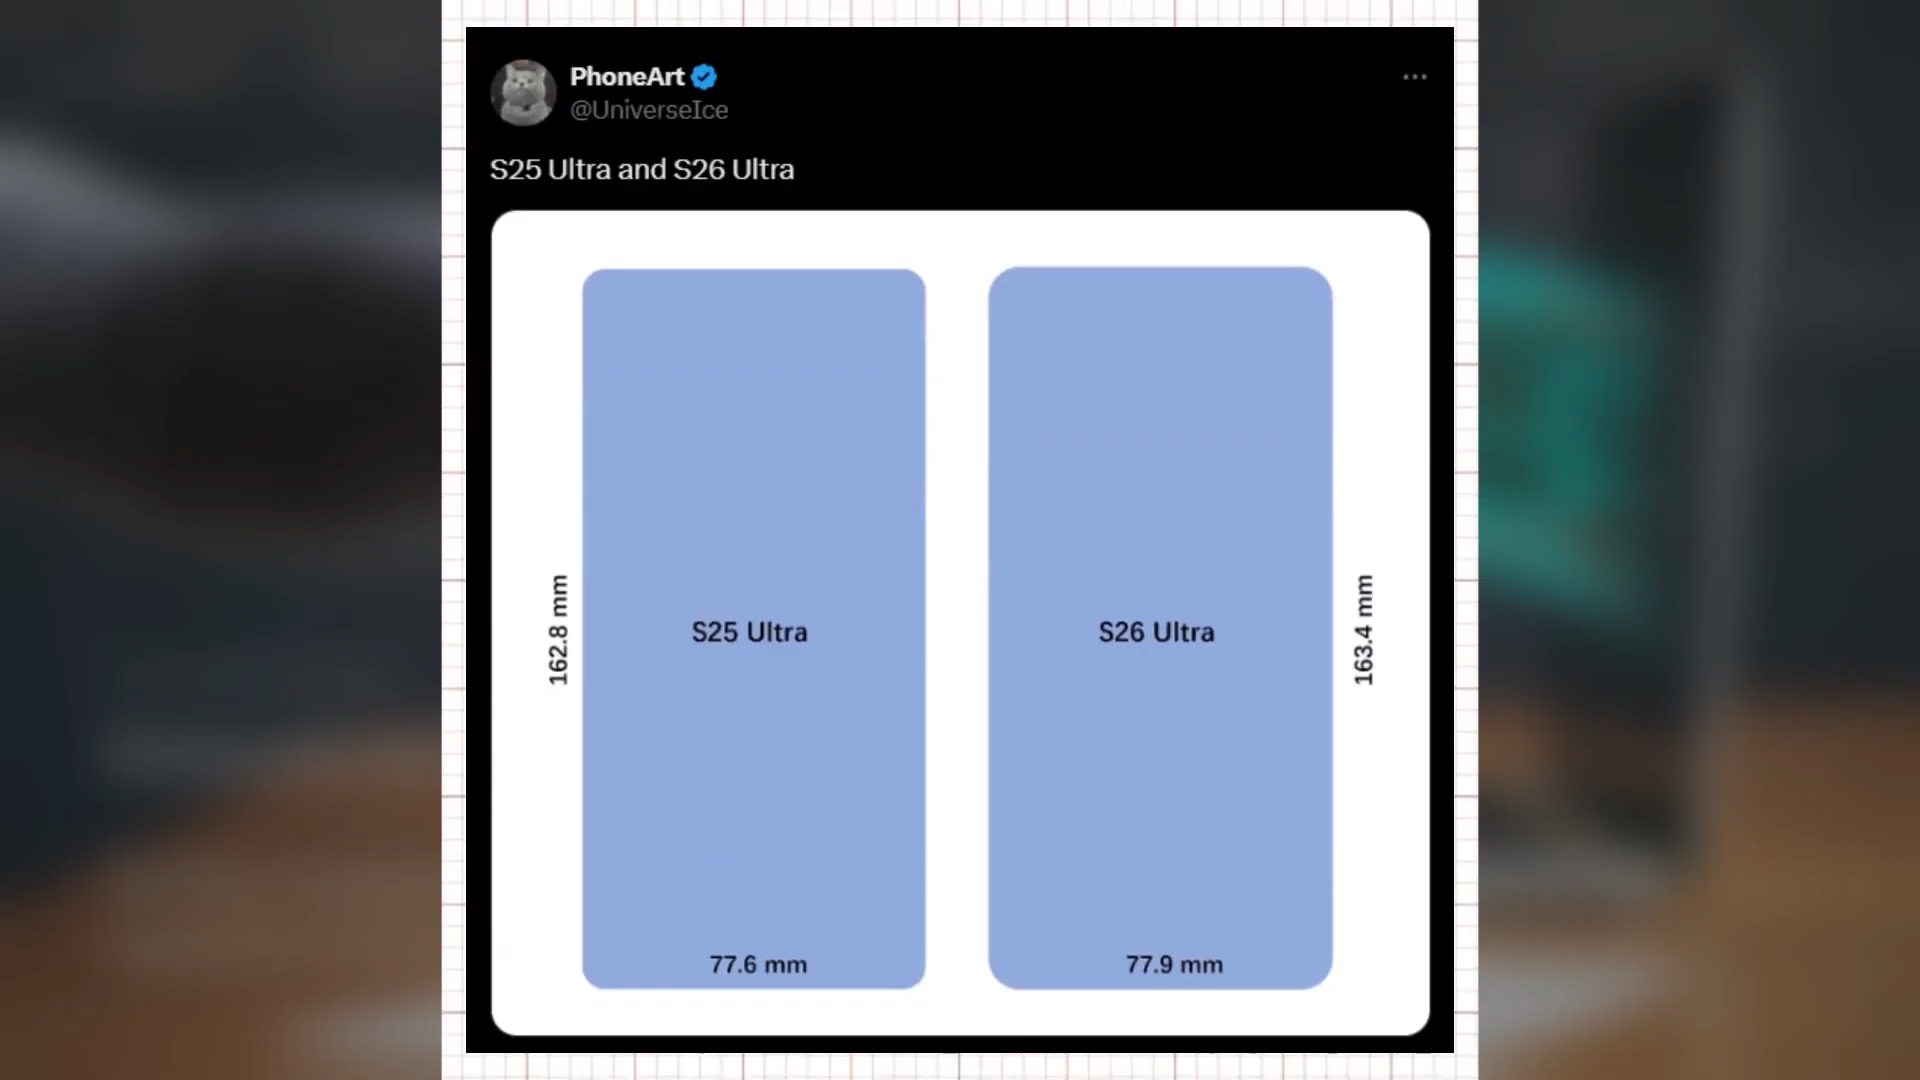 PhoneArt
@UniverseIce
S25 Ultra and S26 Ultra
162.8 mm
S25 Ultra
77.6 mm
S26 Ultra
77.9 mm
163.4 mm